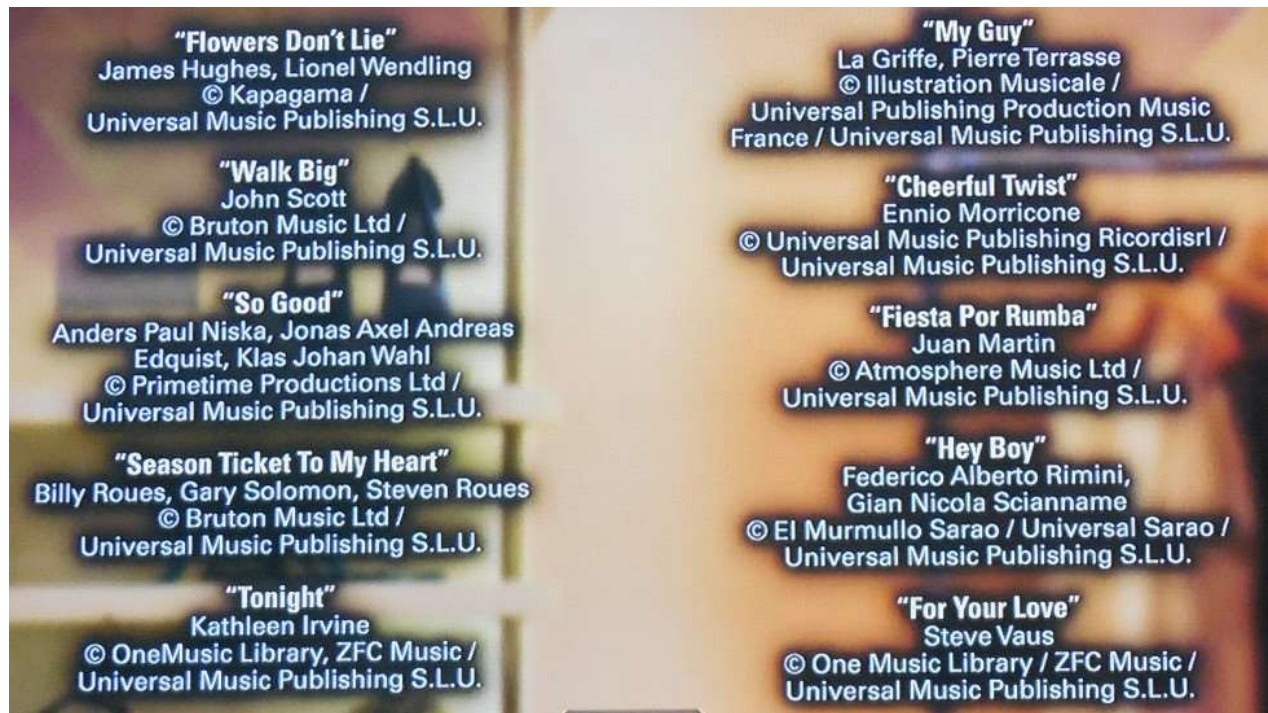 "Flowers Don't Lie"
James Hughes, Lionel Wendling
© Kapagama /
Universal Music Publishing S.L.U.
"Walk Big"
John Scott
© Bruton Music Ltd /
Universal Music Publishing S.L.U.
"So Good"
Anders Paul Niska, Jonas Axel Andreas
Edquist, Klas Johan Wahl
© Primetime Productions Ltd /
Universal Music Publishing S.L.U.
"Season Ticket To My Heart"
Billy Roues, Gary Solomon, Steven Roues
© Bruton Music Ltd /
Universal Music Publishing S.L.U.
"Tonight"
Kathleen Irvine
© OneMusic Library, ZFC Music /
Universal Music Publishing S.L.U.
"My Guy"
La Griffe, Pierre Terrasse
© Illustration Musicale /
Universal Publishing Production Music
France / Universal Music Publishing S.L.U.
"Cheerful Twist"
Ennio Morricone
© Universal Music Publishing Ricordisrl /
Universal Music Publishing S.L.U.
"Fiesta Por Rumba"
Juan Martin
© Atmosphere Music Ltd /
Universal Music Publishing S.L.U.
"Hey Boy"
Federico Alberto Rimini,
Gian Nicola Scianname
© El Murmullo Sarao / Universal Sarao /
Universal Music Publishing S.L.U.
"For Your Love"
Steve Vaus
© One Music Library / ZFC Music /
Universal Music Publishing S.L.U.